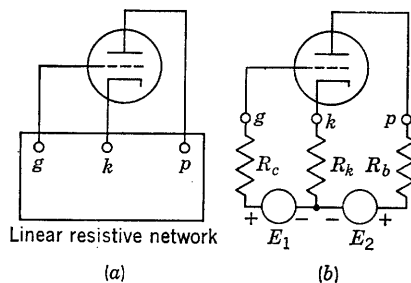 g k p
Linear resistive network
(a)
g k p
R_c R_k R_b
+ − − +
E_1 E_2
(b)